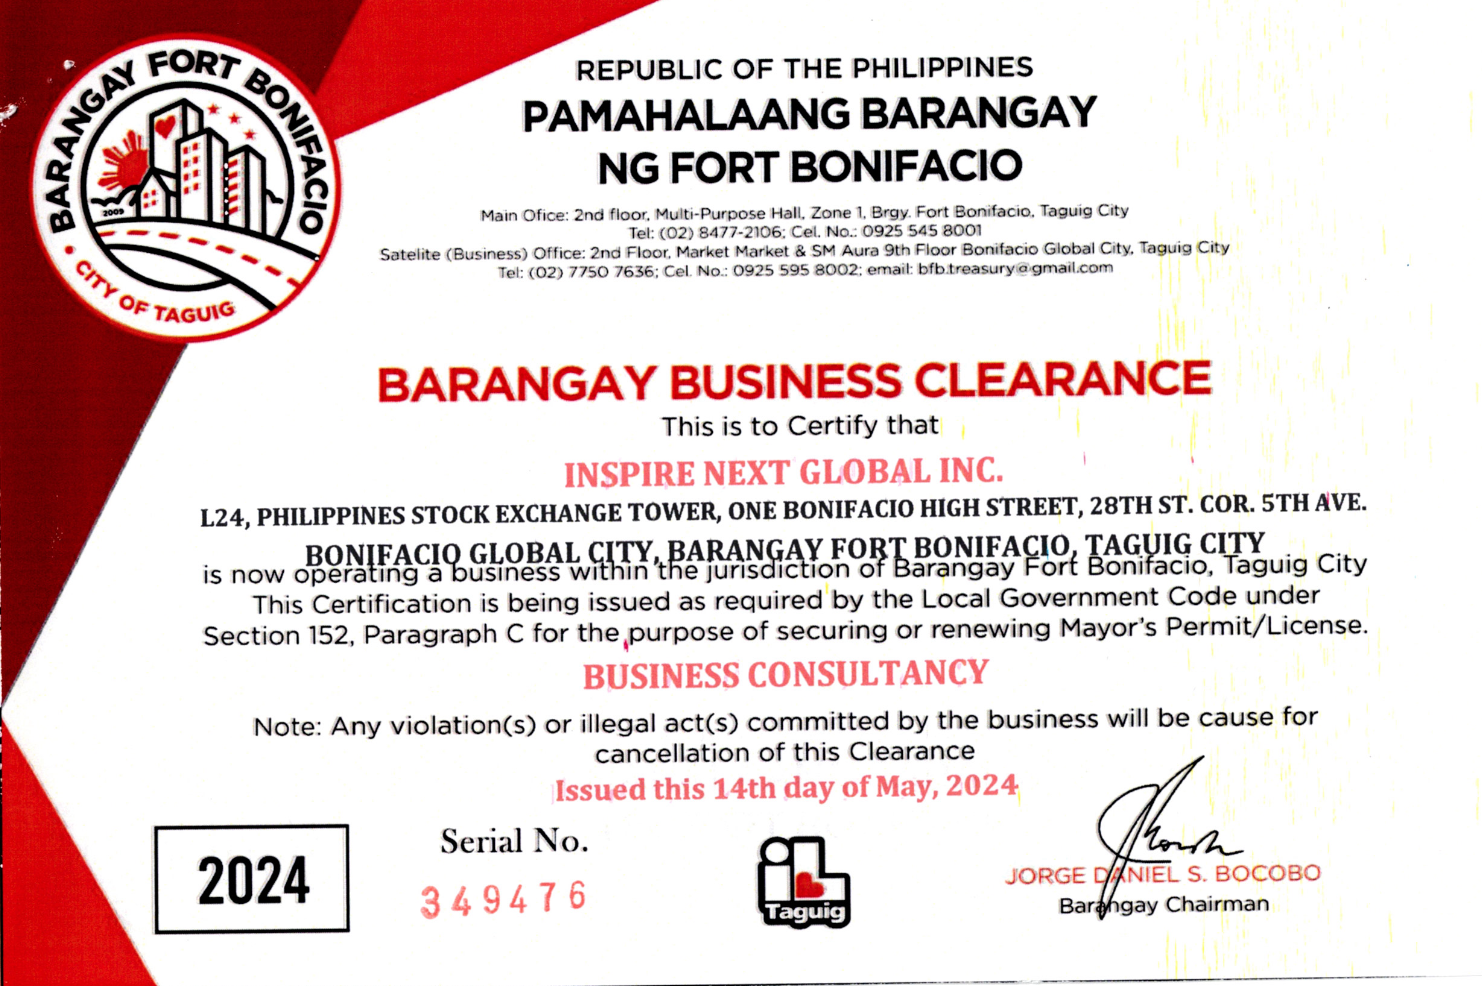 BARANGAY FORT BONIFACIO
2009
• CITY OF TAGUIG •
REPUBLIC OF THE PHILIPPINES
PAMAHALAANG BARANGAY
NG FORT BONIFACIO
Main Ofice: 2nd floor, Multi-Purpose Hall, Zone 1, Brgy. Fort Bonifacio, Taguig City
Tel: (02) 8477-2106; Cel. No.: 0925 545 8001
Satelite (Business) Office: 2nd Floor, Market Market & SM Aura 9th Floor Bonifacio Global City, Taguig City
Tel: (02) 7750 7636; Cel. No.: 0925 595 8002; email: bfb.treasury@gmail.com
BARANGAY BUSINESS CLEARANCE
This is to Certify that
INSPIRE NEXT GLOBAL INC.
L24, PHILIPPINES STOCK EXCHANGE TOWER, ONE BONIFACIO HIGH STREET, 28TH ST. COR. 5TH AVE.
BONIFACIO GLOBAL CITY, BARANGAY FORT BONIFACIO, TAGUIG CITY
is now operating a business within the jurisdiction of Barangay Fort Bonifacio, Taguig City
This Certification is being issued as required by the Local Government Code under
Section 152, Paragraph C for the purpose of securing or renewing Mayor's Permit/License.
BUSINESS CONSULTANCY
Note: Any violation(s) or illegal act(s) committed by the business will be cause for
cancellation of this Clearance
Issued this 14th day of May, 2024
2024
Serial No.
349476
iL
Taguig
JORGE DANIEL S. BOCOBO
Barangay Chairman